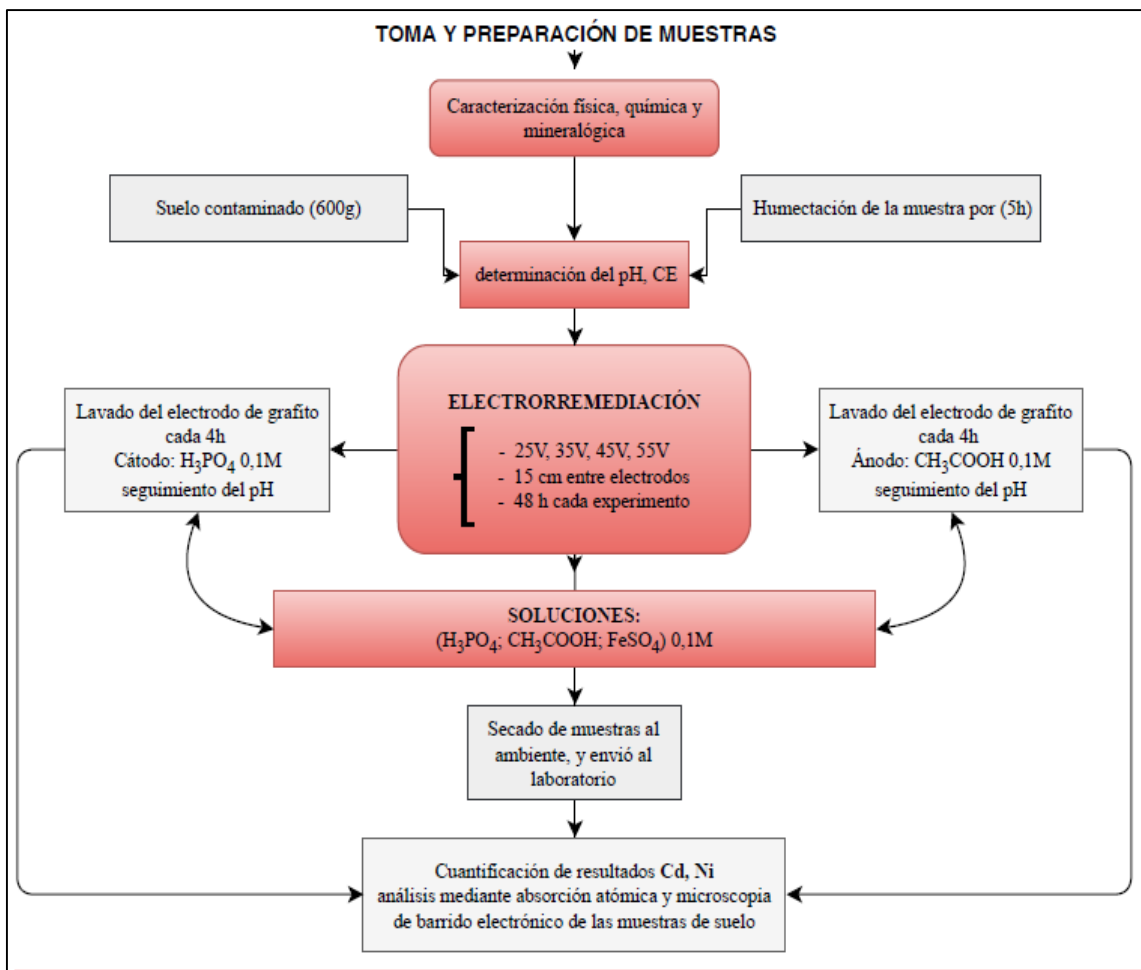 TOMA Y PREPARACIÓN DE MUESTRAS
Caracterización física, química y
mineralógica
Suelo contaminado (600g)
Humectación de la muestra por (5h)
determinación del pH, CE
Lavado del electrodo de grafito
cada 4h
Cátodo: H₃PO₄ 0,1M
seguimiento del pH
ELECTRORREMEDIACIÓN
- 25V, 35V, 45V, 55V
- 15 cm entre electrodos
- 48 h cada experimento
Lavado del electrodo de grafito
cada 4h
Ánodo: CH₃COOH 0,1M
seguimiento del pH
SOLUCIONES:
(H₃PO₄; CH₃COOH; FeSO₄) 0,1M
Secado de muestras al
ambiente, y envió al
laboratorio
Cuantificación de resultados Cd, Ni
análisis mediante absorción atómica y microscopia
de barrido electrónico de las muestras de suelo